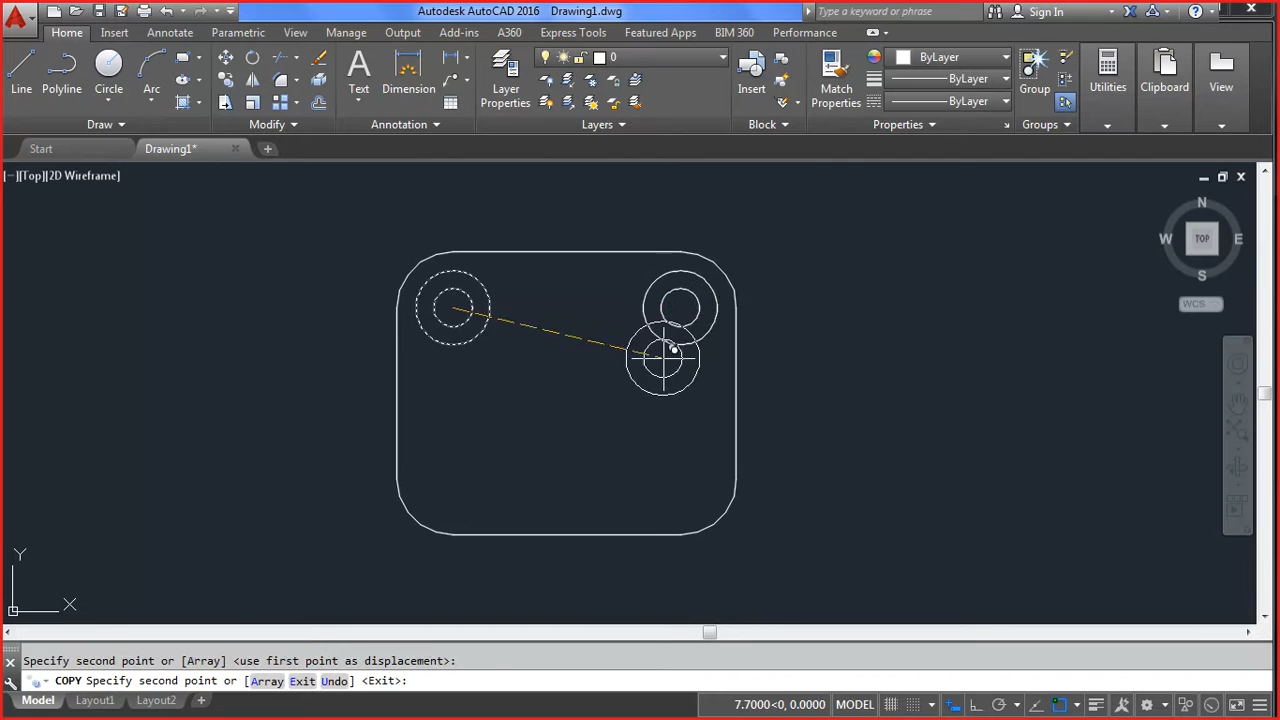 Autodesk AutoCAD 2016 Drawing1.dwg
Type a keyword or phrase
Sign In
Home Insert Annotate Parametric View Manage Output Add-ins A360 Express Tools Featured Apps BIM 360 Performance
Line Polyline Circle Arc
Text Dimension
Layer Properties
0
Insert
Match Properties
ByLayer
ByLayer
ByLayer
Group
Utilities Clipboard View
Draw Modify Annotation Layers Block Properties Groups
Start Drawing1*
[−][Top][2D Wireframe]
N
W TOP E
S
WCS
Y
X
Specify second point or [Array] <use first point as displacement>:
COPY Specify second point or [Array Exit Undo] <Exit>:
Model Layout1 Layout2
7.7000<0, 0.0000 MODEL